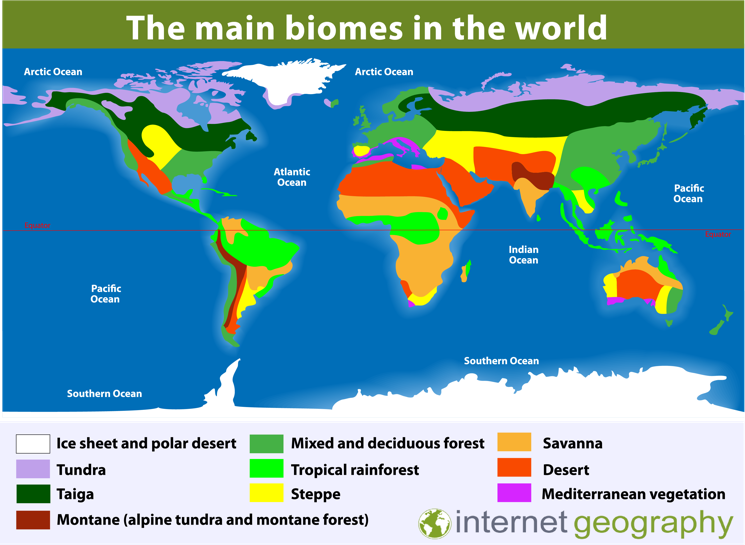 The main biomes in the world
Arctic Ocean
Arctic Ocean
Atlantic
Ocean
Pacific
Ocean
Equator
Indian
Ocean
Pacific
Ocean
Southern Ocean
Southern Ocean
Ice sheet and polar desert
Mixed and deciduous forest
Savanna
Tundra
Tropical rainforest
Desert
Taiga
Steppe
Mediterranean vegetation
Montane (alpine tundra and montane forest)
internet geography